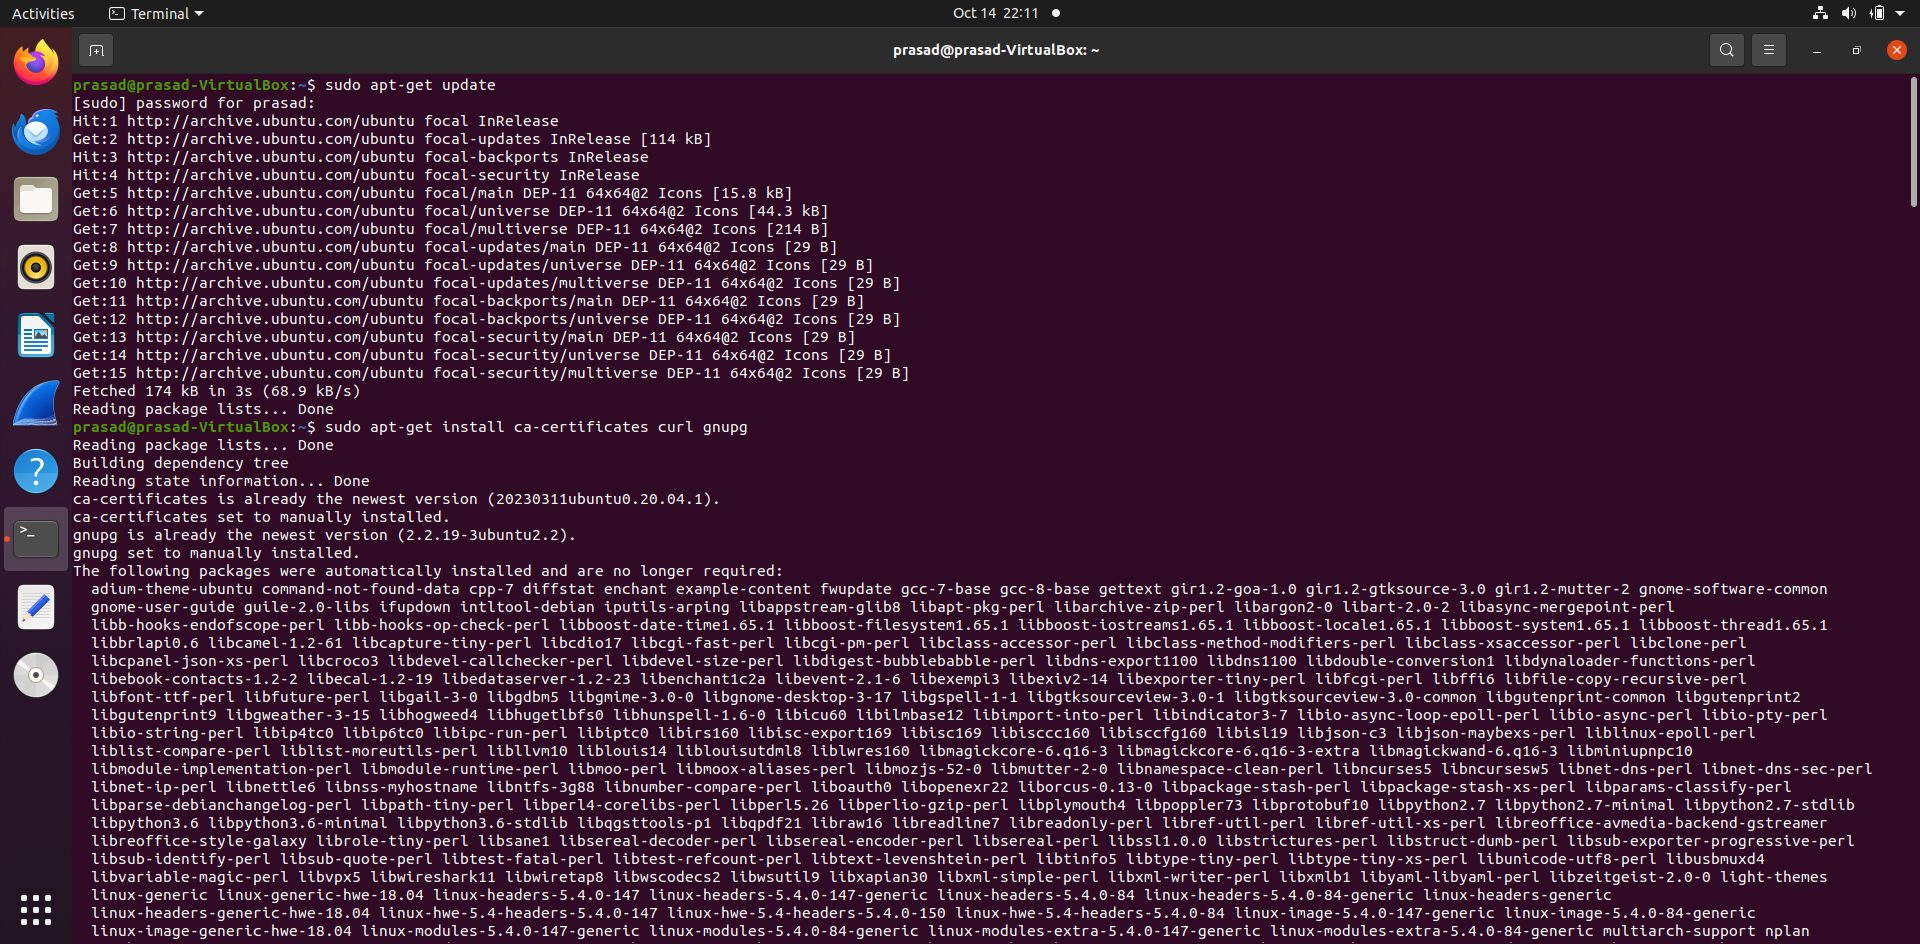 Activities
Terminal
Oct 14 22:11
prasad@prasad-VirtualBox: ~
prasad@prasad-VirtualBox:~$ sudo apt-get update
[sudo] password for prasad:
Hit:1 http://archive.ubuntu.com/ubuntu focal InRelease
Get:2 http://archive.ubuntu.com/ubuntu focal-updates InRelease [114 kB]
Hit:3 http://archive.ubuntu.com/ubuntu focal-backports InRelease
Hit:4 http://archive.ubuntu.com/ubuntu focal-security InRelease
Get:5 http://archive.ubuntu.com/ubuntu focal/main DEP-11 64x64@2 Icons [15.8 kB]
Get:6 http://archive.ubuntu.com/ubuntu focal/universe DEP-11 64x64@2 Icons [44.3 kB]
Get:7 http://archive.ubuntu.com/ubuntu focal/multiverse DEP-11 64x64@2 Icons [214 B]
Get:8 http://archive.ubuntu.com/ubuntu focal-updates/main DEP-11 64x64@2 Icons [29 B]
Get:9 http://archive.ubuntu.com/ubuntu focal-updates/universe DEP-11 64x64@2 Icons [29 B]
Get:10 http://archive.ubuntu.com/ubuntu focal-updates/multiverse DEP-11 64x64@2 Icons [29 B]
Get:11 http://archive.ubuntu.com/ubuntu focal-backports/main DEP-11 64x64@2 Icons [29 B]
Get:12 http://archive.ubuntu.com/ubuntu focal-backports/universe DEP-11 64x64@2 Icons [29 B]
Get:13 http://archive.ubuntu.com/ubuntu focal-security/main DEP-11 64x64@2 Icons [29 B]
Get:14 http://archive.ubuntu.com/ubuntu focal-security/universe DEP-11 64x64@2 Icons [29 B]
Get:15 http://archive.ubuntu.com/ubuntu focal-security/multiverse DEP-11 64x64@2 Icons [29 B]
Fetched 174 kB in 3s (68.9 kB/s)
Reading package lists... Done
prasad@prasad-VirtualBox:~$ sudo apt-get install ca-certificates curl gnupg
Reading package lists... Done
Building dependency tree
Reading state information... Done
ca-certificates is already the newest version (20230311ubuntu0.20.04.1).
ca-certificates set to manually installed.
gnupg is already the newest version (2.2.19-3ubuntu2.2).
gnupg set to manually installed.
The following packages were automatically installed and are no longer required:
adium-theme-ubuntu command-not-found-data cpp-7 diffstat enchant example-content fwupdate gcc-7-base gcc-8-base gettext gir1.2-goa-1.0 gir1.2-gtksource-3.0 gir1.2-mutter-2 gnome-software-common
gnome-user-guide guile-2.0-libs ifupdown intltool-debian iputils-arping libappstream-glib8 libapt-pkg-perl libarchive-zip-perl libargon2-0 libart-2.0-2 libasync-mergepoint-perl
libb-hooks-endofscope-perl libb-hooks-op-check-perl libboost-date-time1.65.1 libboost-filesystem1.65.1 libboost-iostreams1.65.1 libboost-locale1.65.1 libboost-system1.65.1 libboost-thread1.65.1
libbrlapi0.6 libcamel-1.2-61 libcapture-tiny-perl libcdio17 libcgi-fast-perl libcgi-pm-perl libclass-accessor-perl libclass-method-modifiers-perl libclass-xsaccessor-perl libclone-perl
libcpanel-json-xs-perl libcroco3 libdevel-callchecker-perl libdevel-size-perl libdigest-bubblebabble-perl libdns-export1100 libdns1100 libdouble-conversion1 libdynaloader-functions-perl
libebook-contacts-1.2-2 libecal-1.2-19 libedataserver-1.2-23 libenchant1c2a libevent-2.1-6 libexempi3 libexiv2-14 libexporter-tiny-perl libfcgi-perl libffi6 libfile-copy-recursive-perl
libfont-ttf-perl libfuture-perl libgail-3-0 libgdbm5 libgmime-3.0-0 libgnome-desktop-3-17 libgspell-1-1 libgtksourceview-3.0-1 libgtksourceview-3.0-common libgutenprint-common libgutenprint2
libgutenprint9 libgweather-3-15 libhogweed4 libhugetlbfs0 libhunspell-1.6-0 libicu60 libilmbase12 libimport-into-perl libindicator3-7 libio-async-loop-epoll-perl libio-async-perl libio-pty-perl
libio-string-perl libip4tc0 libip6tc0 libipc-run-perl libiptc0 libirs160 libisc-export169 libisc169 libisccc160 libisccfg160 libisl19 libjson-c3 libjson-maybexs-perl liblinux-epoll-perl
liblist-compare-perl liblist-moreutils-perl libllvm10 liblouis14 liblouisutdml8 liblwres160 libmagickcore-6.q16-3 libmagickcore-6.q16-3-extra libmagickwand-6.q16-3 libminiupnpc10
libmodule-implementation-perl libmodule-runtime-perl libmoo-perl libmoox-aliases-perl libmozjs-52-0 libmutter-2-0 libnamespace-clean-perl libncurses5 libncursesw5 libnet-dns-perl libnet-dns-sec-perl
libnet-ip-perl libnettle6 libnss-myhostname libntfs-3g88 libnumber-compare-perl liboauth0 libopenexr22 liborcus-0.13-0 libpackage-stash-perl libpackage-stash-xs-perl libparams-classify-perl
libparse-debianchangelog-perl libpath-tiny-perl libperl4-corelibs-perl libperl5.26 libperlio-gzip-perl libplymouth4 libpoppler73 libprotobuf10 libpython2.7 libpython2.7-minimal libpython2.7-stdlib
libpython3.6 libpython3.6-minimal libpython3.6-stdlib libqgsttools-p1 libqpdf21 libraw16 libreadline7 libreadonly-perl libref-util-perl libref-util-xs-perl libreoffice-avmedia-backend-gstreamer
libreoffice-style-galaxy librole-tiny-perl libsane1 libsereal-decoder-perl libsereal-encoder-perl libsereal-perl libssl1.0.0 libstrictures-perl libstruct-dumb-perl libsub-exporter-progressive-perl
libsub-identify-perl libsub-quote-perl libtest-fatal-perl libtest-refcount-perl libtext-levenshtein-perl libtinfo5 libtype-tiny-perl libtype-tiny-xs-perl libunicode-utf8-perl libusbmuxd4
libvariable-magic-perl libvpx5 libwireshark11 libwiretap8 libwscodecs2 libwsutil9 libxapian30 libxml-simple-perl libxml-writer-perl libxmlb1 libyaml-libyaml-perl libzeitgeist-2.0-0 light-themes
linux-generic linux-generic-hwe-18.04 linux-headers-5.4.0-147 linux-headers-5.4.0-147-generic linux-headers-5.4.0-84 linux-headers-5.4.0-84-generic linux-headers-generic
linux-headers-generic-hwe-18.04 linux-hwe-5.4-headers-5.4.0-147 linux-hwe-5.4-headers-5.4.0-150 linux-hwe-5.4-headers-5.4.0-84 linux-image-5.4.0-147-generic linux-image-5.4.0-84-generic
linux-image-generic-hwe-18.04 linux-modules-5.4.0-147-generic linux-modules-5.4.0-84-generic linux-modules-extra-5.4.0-147-generic linux-modules-extra-5.4.0-84-generic multiarch-support nplan